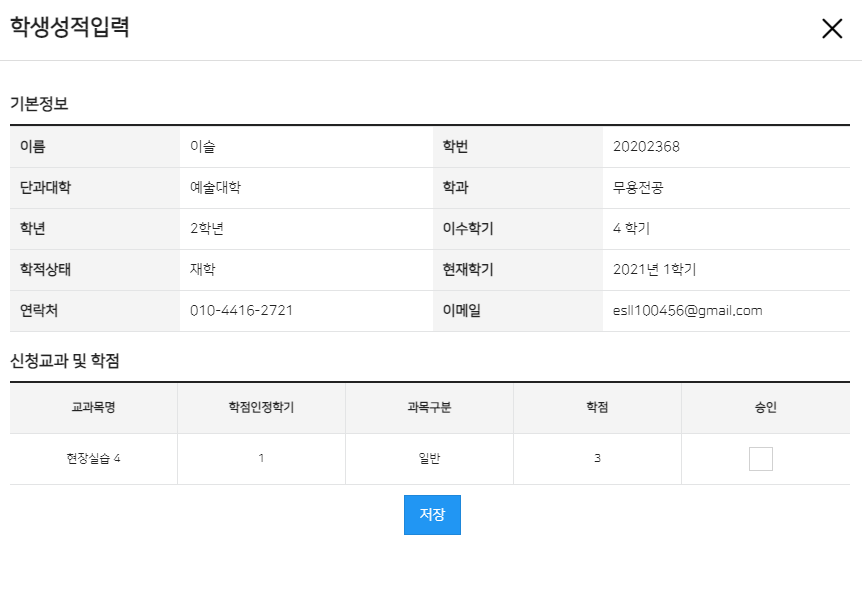 학생성적입력
기본정보
이름 이슬 학번 20202368
단과대학 예술대학 학과 무용전공
학년 2학년 이수학기 4 학기
학적상태 재학 현재학기 2021년 1학기
연락처 010-4416-2721 이메일 esll100456@gmail.com
신청교과 및 학점
교과목명 학점인정학기 과목구분 학점 승인
현장실습 4 1 일반 3
저장